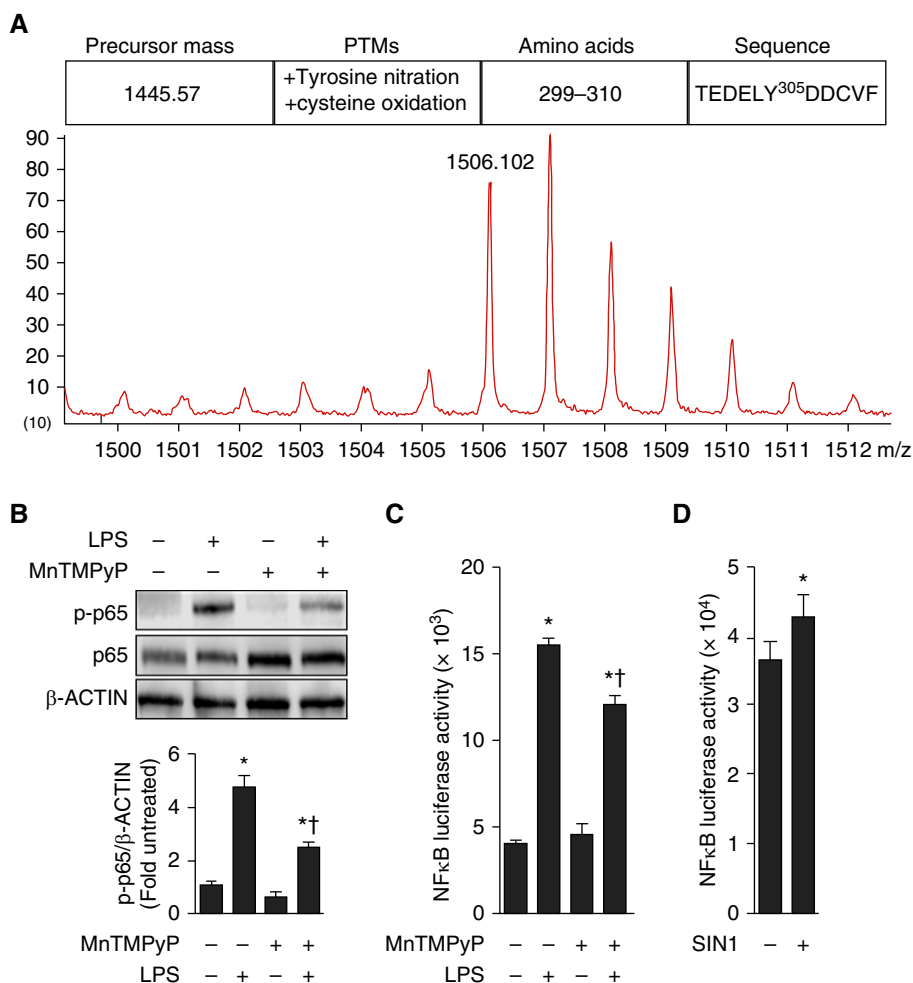 A
Precursor mass PTMs Amino acids Sequence
1445.57 +Tyrosine nitration +cysteine oxidation 299–310 TEDELY³⁰⁵DDCVF
1506.102
90
80
70
60
50
40
30
20
10
(10)
1500 1501 1502 1503 1504 1505 1506 1507 1508 1509 1510 1511 1512 m/z
B
LPS – + – +
MnTMPyP – – + +
p-p65
p65
β-ACTIN
p-p65/β-ACTIN
(Fold untreated)
6
4
2
0
*
*†
MnTMPyP – – + +
LPS – + – +
C
NFκB luciferase activity (× 10³)
20
15
10
5
0
*
*†
MnTMPyP – – + +
LPS – + – +
D
NFκB luciferase activity (× 10⁴)
5
4
3
2
1
0
*
SIN1 – +